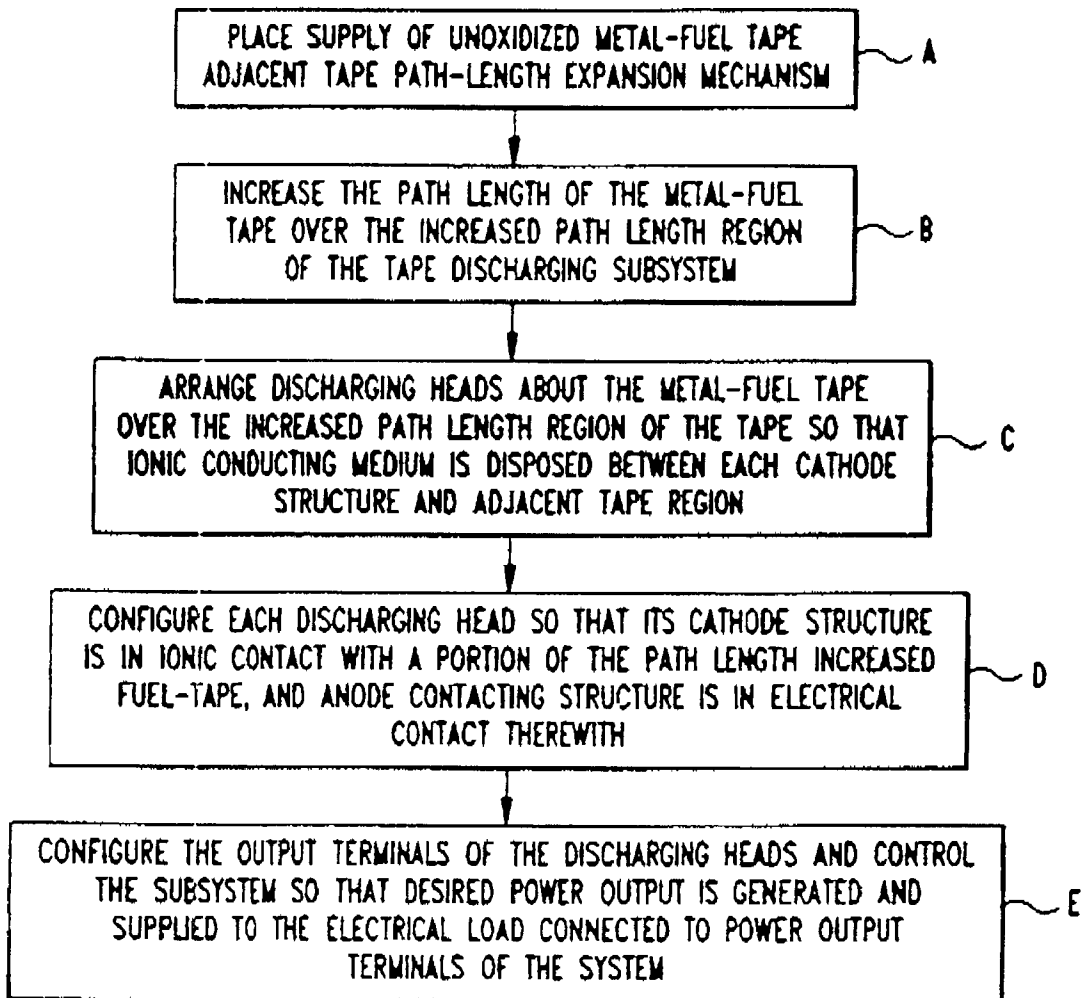 PLACE SUPPLY OF UNOXIDIZED METAL-FUEL TAPE
ADJACENT TAPE PATH-LENGTH EXPANSION MECHANISM
A
INCREASE THE PATH LENGTH OF THE METAL-FUEL
TAPE OVER THE INCREASED PATH LENGTH REGION
OF THE TAPE DISCHARGING SUBSYSTEM
B
ARRANGE DISCHARGING HEADS ABOUT THE METAL-FUEL TAPE
OVER THE INCREASED PATH LENGTH REGION OF THE TAPE SO THAT
IONIC CONDUCTING MEDIUM IS DISPOSED BETWEEN EACH CATHODE
STRUCTURE AND ADJACENT TAPE REGION
C
CONFIGURE EACH DISCHARGING HEAD SO THAT ITS CATHODE STRUCTURE
IS IN IONIC CONTACT WITH A PORTION OF THE PATH LENGTH INCREASED
FUEL-TAPE, AND ANODE CONTACTING STRUCTURE IS IN ELECTRICAL
CONTACT THEREWITH
D
CONFIGURE THE OUTPUT TERMINALS OF THE DISCHARGING HEADS AND CONTROL
THE SUBSYSTEM SO THAT DESIRED POWER OUTPUT IS GENERATED AND
SUPPLIED TO THE ELECTRICAL LOAD CONNECTED TO POWER OUTPUT
TERMINALS OF THE SYSTEM
E